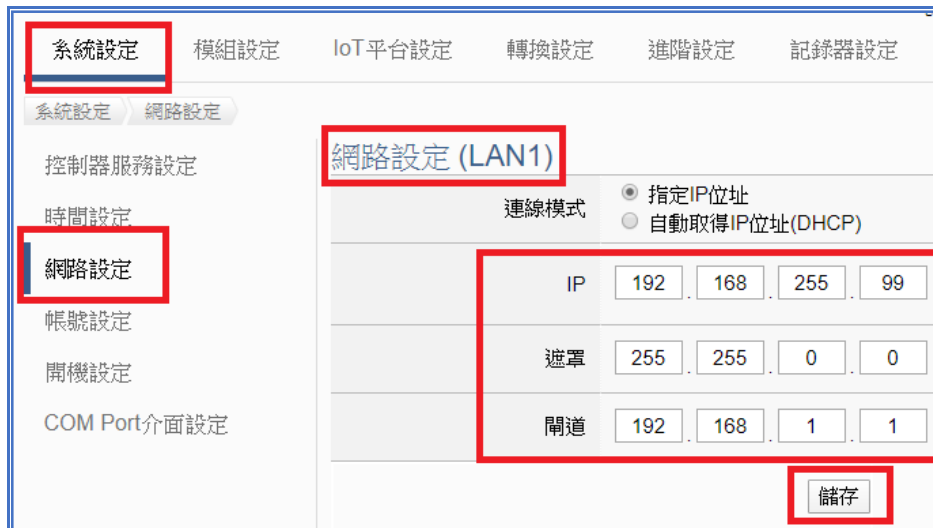 系統設定 模組設定 IoT平台設定 轉換設定 進階設定 記錄器設定
系統設定 網路設定
控制器服務設定
時間設定
網路設定
帳號設定
開機設定
COM Port介面設定
網路設定 (LAN1)
連線模式 指定IP位址
自動取得IP位址(DHCP)
IP 192 . 168 . 255 . 99
遮罩 255 . 255 . 0 . 0
閘道 192 . 168 . 1 . 1
儲存